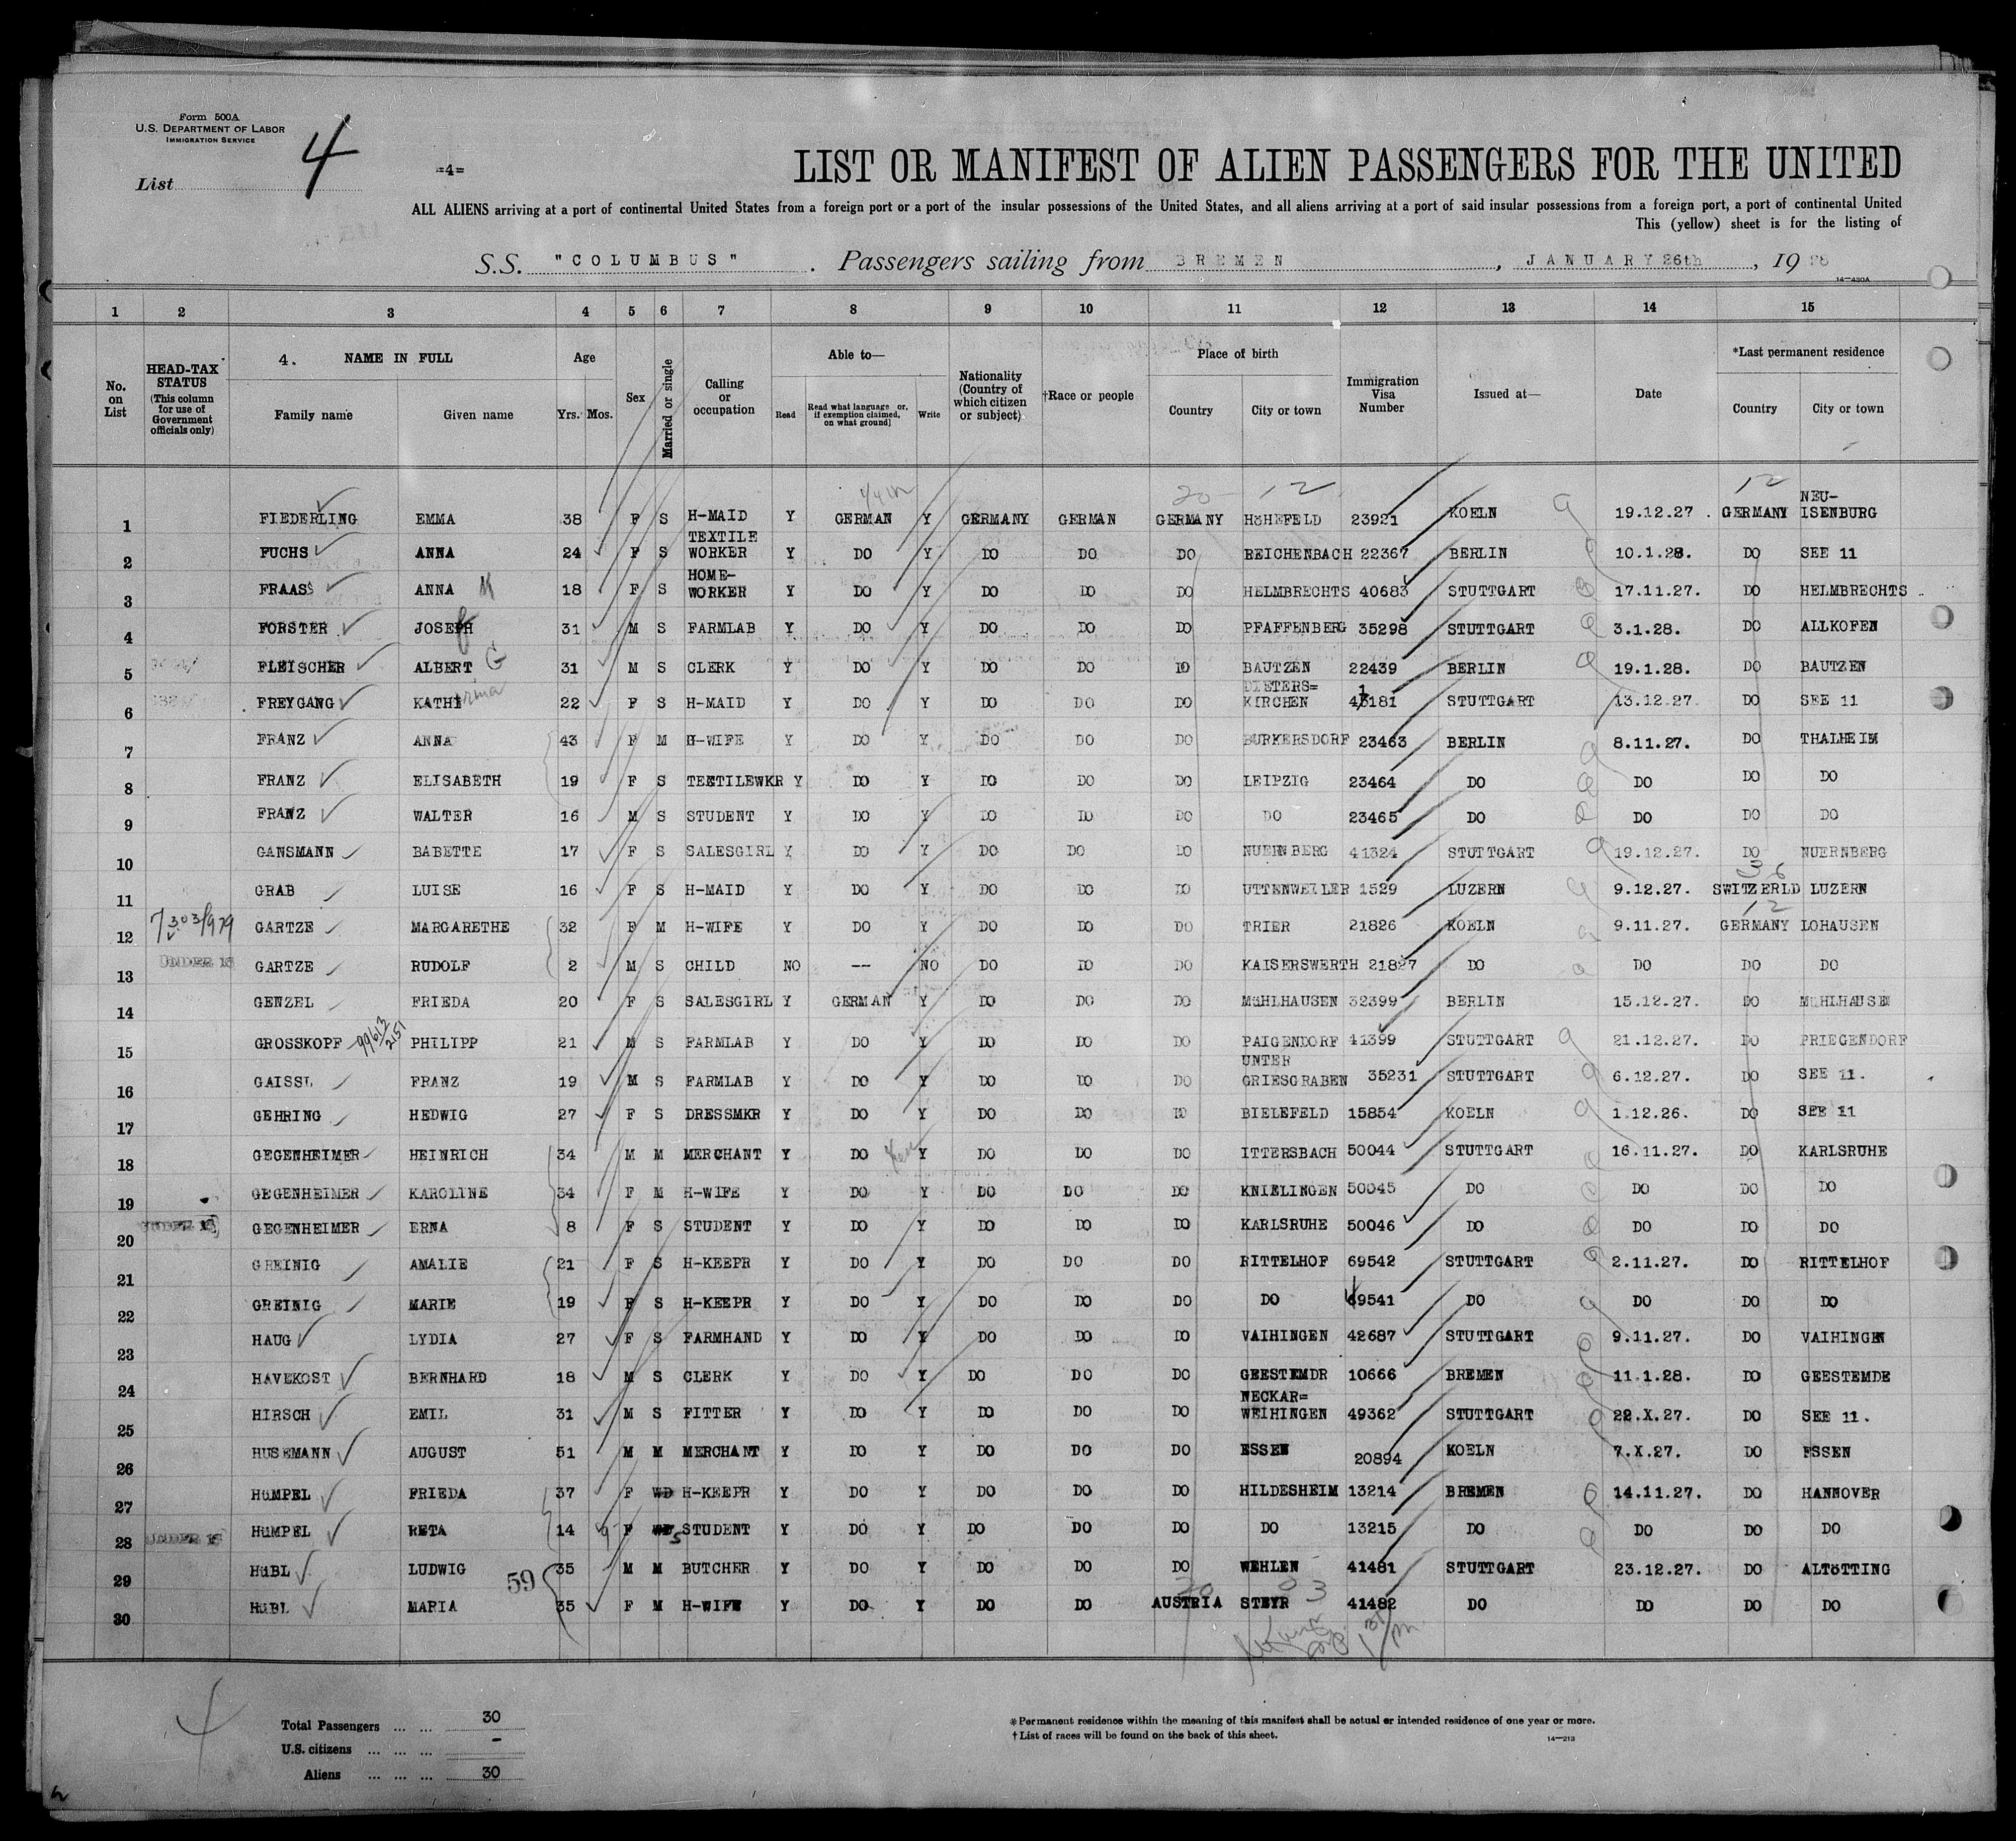 Form 500A
U.S. DEPARTMENT OF LABOR
IMMIGRATION SERVICE
List 4
=4=
LIST OR MANIFEST OF ALIEN PASSENGERS FOR THE UNITED
ALL ALIENS arriving at a port of continental United States from a foreign port or a port of the insular possessions of the United States, and all aliens arriving at a port of said insular possessions from a foreign port, a port of continental United
This (yellow) sheet is for the listing of
S.S. "COLUMBUS". Passengers sailing from BREMEN, JANUARY 26th, 1928
14—430A
1 2 3 4 5 6 7 8 9 10 11 12 13 14 15
No. on List
HEAD-TAX STATUS (This column for use of Government officials only)
4. NAME IN FULL
Family name Given name
Age Yrs. Mos.
Sex
Married or single
Calling or occupation
Able to— Read Read what language or, if exemption claimed, on what ground] Write
Nationality (Country of which citizen or subject)
†Race or people
Place of birth Country City or town
Immigration Visa Number
Issued at—
Date
*Last permanent residence Country City or town
1 FIEDERLING EMMA 38 F S H-MAID Y GERMAN Y GERMANY GERMAN GERMANY HöHEFELD 23921 KOELN 19.12.27 . GERMANY NEU-ISENBURG
2 FUCHS ANNA 24 F S TEXTILE WORKER Y DO Y DO DO DO REICHENBACH 22367 BERLIN 10.1.28. DO SEE 11
3 FRAASS ANNA M 18 F S HOME-WORKER Y DO Y DO DO DO HELMBRECHTS 40683 STUTTGART 17.11.27. DO HELMBRECHTS
4 FORSTER JOSEPH f 31 M S FARMLAB Y DO Y DO DO DO PFAFFENBERG 35298 STUTTGART 3.1.28. DO ALLKOFEN
5 FLEISCHER ALBERT G 31 M S CLERK Y DO Y DO DO DO BAUTZEN 22439 BERLIN 19.1.28. DO BAUTZEN
6 FREYGANG KATHIrina 22 F S H-MAID Y DO Y DO DO DO DIETERS=KIRCHEN 41181 STUTTGART 13.12.27. DO SEE 11
7 FRANZ ANNA 43 F M H-WIFE Y DO Y DO DO DO BURKERSDORF 23463 BERLIN 8.11.27. DO THALHEIM
8 FRANZ ELISABETH 19 F S TEXTILEWKR Y DO Y DO DO DO LEIPZIG 23464 DO DO DO DO
9 FRANZ WALTER 16 M S STUDENT Y DO Y DO DO DO DO 23465 DO DO DO DO
10 GANSMANN BABETTE 17 F S SALESGIRL Y DO Y DO DO DO NUERNBERG 41324 STUTTGART 19.12.27. DO NUERNBERG
11 GRAB LUISE 16 F S H-MAID Y DO Y DO DO DO UTTENWEILER 1529 LUZERN 9.12.27. SWITZERLD LUZERN
12 GARTZE MARGARETHE 32 F M H-WIFE Y DO Y DO DO DO TRIER 21826 KOELN 9.11.27. GERMANY LOHAUSEN
13 UNDER 16 GARTZE RUDOLF 2 M S CHILD NO -- NO DO DO DO KAISERSWERTH 21827 DO DO DO DO
14 GENZEL FRIEDA 20 F S SALESGIRL Y GERMAN Y DO DO DO MüHLHAUSEN 32399 BERLIN 15.12.27. DO MüHLHAUSEN
15 GROSSKOPF PHILIPP 21 M S FARMLAB Y DO Y DO DO DO PAIGENDORF 41399 STUTTGART 21.12.27. DO PRIEGENDORF
16 GAISSL FRANZ 19 M S FARMLAB Y DO Y DO DO DO UNTER GRIESGRABEN 35231 STUTTGART 6.12.27. DO SEE 11.
17 GEHRING HEDWIG 27 F S DRESSMKR Y DO Y DO DO DO BIELEFELD 15854 KOELN 1.12.26. DO SEE 11
18 GEGENHEIMER HEINRICH 34 M M MERCHANT Y DO Y DO DO DO ITTERSBACH 50044 STUTTGART 16.11.27. DO KARLSRUHE
19 GEGENHEIMER KAROLINE 34 F M H-WIFE Y DO Y DO DO DO KNIELINGEN 50045 DO DO DO DO
20 UNDER 16 GEGENHEIMER ERNA 8 F S STUDENT Y DO Y DO DO DO KARLSRUHE 50046 DO DO DO DO
21 GREINIG AMALIE 21 F S H-KEEPR Y DO Y DO DO DO RITTELHOF 69542 STUTTGART 2.11.27. DO RITTELHOF
22 GREINIG MARIE 19 F S H-KEEPR Y DO Y DO DO DO DO 69541 DO DO DO DO
23 HAUG LYDIA 27 F S FARMHAND Y DO Y DO DO DO VAIHINGEN 42687 STUTTGART 9.11.27. DO VAIHINGEN
24 HAVEKOST BERNHARD 18 M S CLERK Y DO Y DO DO DO GEESTEMDR 10666 BREMEN 11.1.28. DO GEESTEMDE
25 HIRSCH EMIL 31 M S FITTER Y DO Y DO DO DO NECKAR=WEIHINGEN 49362 STUTTGART 22.X.27. DO SEE 11.
26 HUSEMANN AUGUST 51 M M MERCHANT Y DO Y DO DO DO ESSEN 20894 KOELN 7.X.27. DO ESSEN
27 HüMPEL FRIEDA 37 F WD H-KEEPR Y DO Y DO DO DO HILDESHEIM 13214 BREMEN 14.11.27. DO HANNOVER
28 UNDER 16 HüMPEL RETA 14 9 F S STUDENT Y DO Y DO DO DO DO 13215 DO DO DO DO
29 HüBL LUDWIG 35 M M BUTCHER Y DO Y DO DO DO WEHLEN 41481 STUTTGART 23.12.27. DO ALTöTTING
59
30 HüBL MARIA 35 F M H-WIFE Y DO Y DO DO AUSTRIA STEYR 41482 DO DO DO DO
4
Total Passengers ... ... 30
U.S. citizens ... ... ... -
Aliens ... ... ... 30
*Permanent residence within the meaning of this manifest shall be actual or intended residence of one year or more.
†List of races will be found on the back of this sheet.
14—213